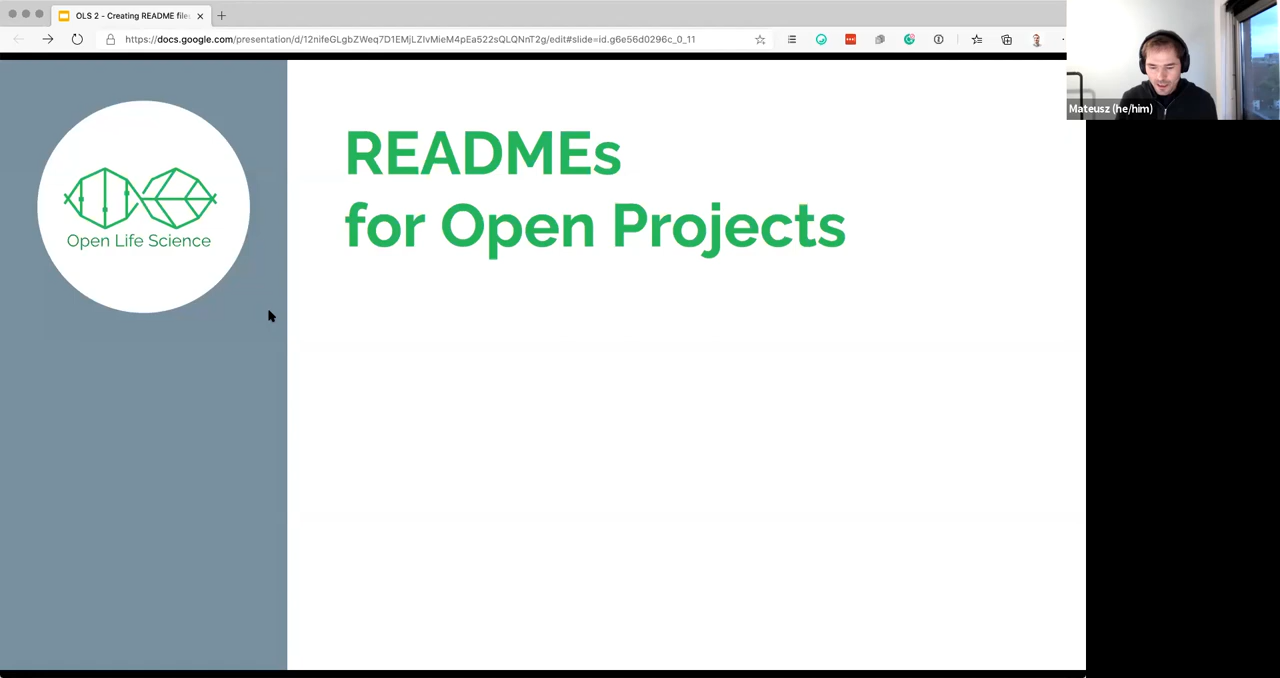 OLS 2 - Creating README file
https://docs.google.com/presentation/d/12nifeGLgbZWeq7D1EMjLZIvMieM4pEa522sQLQNnT2g/edit#slide=id.g6e56d0296c_0_11
Mateusz (he/him)
READMEs
for Open Projects
Open Life Science